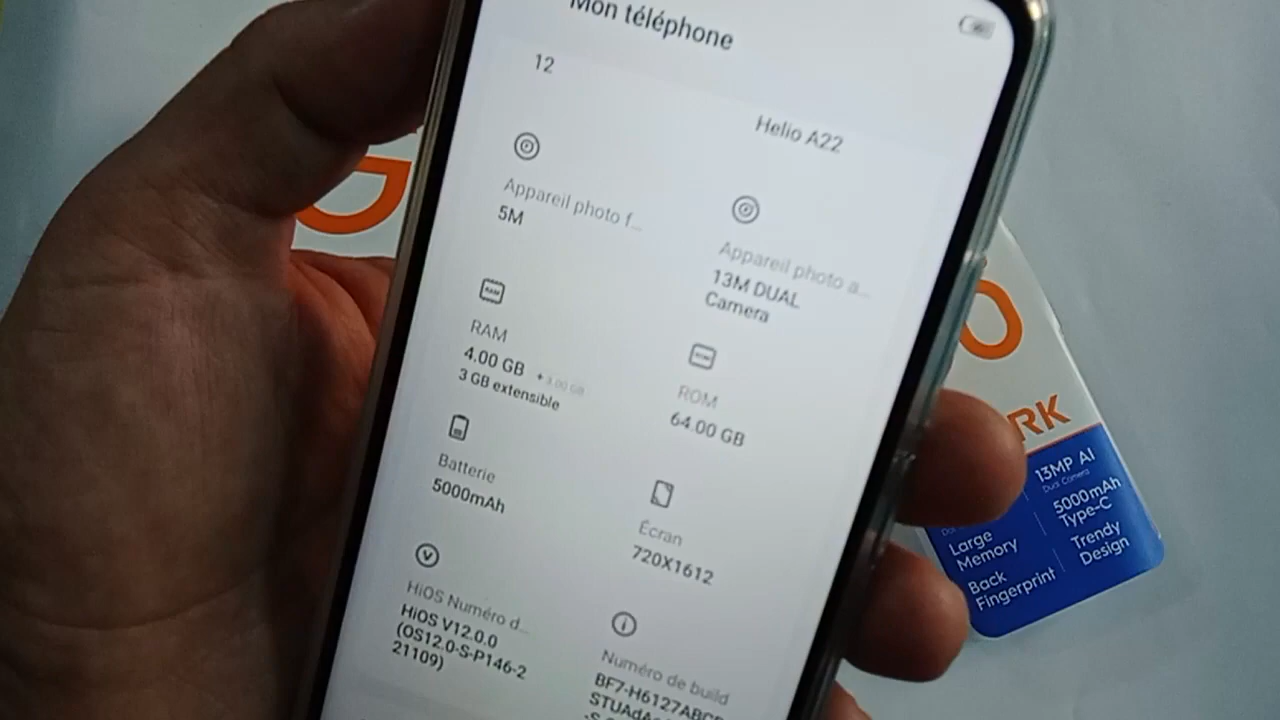 Mon téléphone
12
Helio A22
Appareil photo f...
5M
Appareil photo a...
13M DUAL
Camera
RAM
RAM
4.00 GB + 3.00 GB
3 GB extensible
ROM
64.00 GB
Batterie
5000mAh
Écran
720X1612
HiOS Numéro d...
HiOS V12.0.0
(OS12.0-S-P146-2
21109)
Numéro de build
BF7-H6127ABCD
RK
13MP AI
Dual Camera
5000mAh
Type-C
Large
Memory
Trendy
Design
Back
Fingerprint